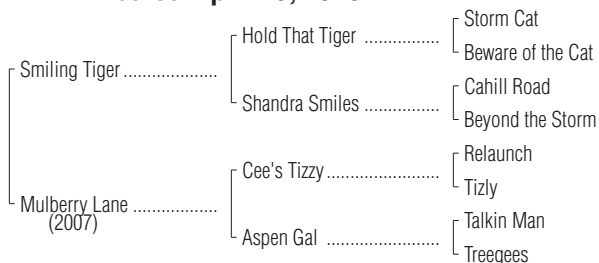 Storm Cat
Hold That Tiger ................
Beware of the Cat
Smiling Tiger ....................
Cahill Road
Shandra Smiles ................
Beyond the Storm
Relaunch
Cee's Tizzy ........................
Tizly
Mulberry Lane ..................
(2007)
Talkin Man
Aspen Gal ........................
Treegees